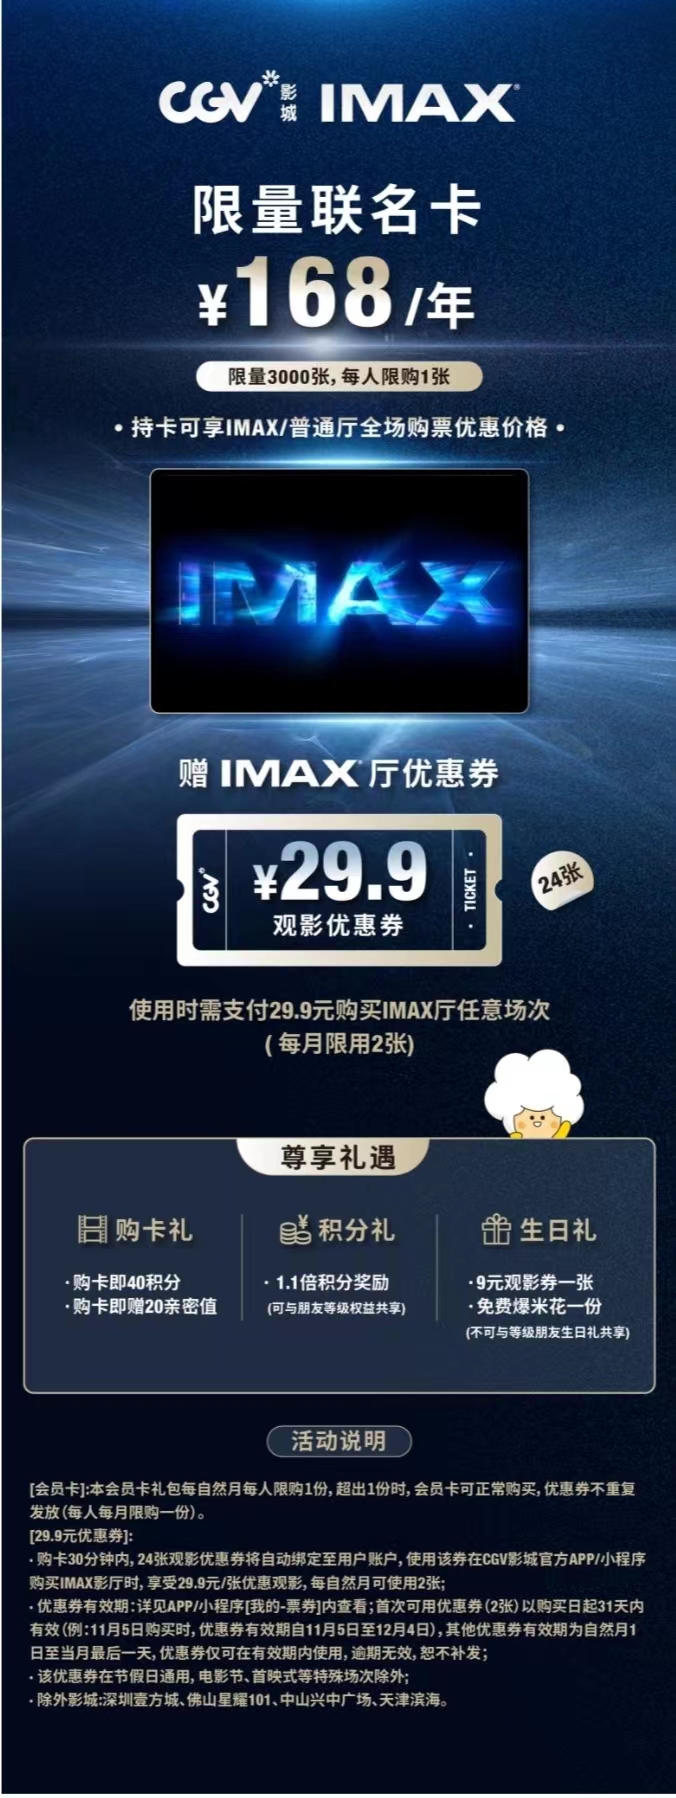 CGV影城 IMAX®
限量联名卡
¥168/年
限量3000张，每人限购1张
• 持卡可享IMAX/普通厅全场购票优惠价格 •
IMAX
赠 IMAX® 厅优惠券
CGV ¥29.9 · TICKET ·
观影优惠券
24张
使用时需支付29.9元购买IMAX厅任意场次
( 每月限用2张)
尊享礼遇
购卡礼 积分礼 生日礼
·购卡即40积分 · 1.1倍积分奖励 ·9元观影券一张
·购卡即赠20亲密值 (可与朋友等级权益共享) ·免费爆米花一份
(不可与等级朋友生日礼共享)
活动说明
[会员卡]:本会员卡礼包每自然月每人限购1份，超出1份时，会员卡可正常购买，优惠券不重复
发放（每人每月限购一份）。
[29.9元优惠券]:
· 购卡30分钟内，24张观影优惠券将自动绑定至用户账户，使用该券在CGV影城官方APP/小程序
购买IMAX影厅时，享受29.9元/张优惠观影，每自然月可使用2张;
· 优惠券有效期：详见APP/小程序[我的-票券]内查看；首次可用优惠券（2张）以购买日起31天内
有效（例：11月5日购买时，优惠券有效期自11月5日至12月4日），其他优惠券有效期为自然月1
日至当月最后一天，优惠券仅可在有效期内使用，逾期无效，恕不补发；
· 该优惠券在节假日通用，电影节、首映式等特殊场次除外;
· 除外影城:深圳壹方城、佛山星耀101、中山兴中广场、天津滨海。